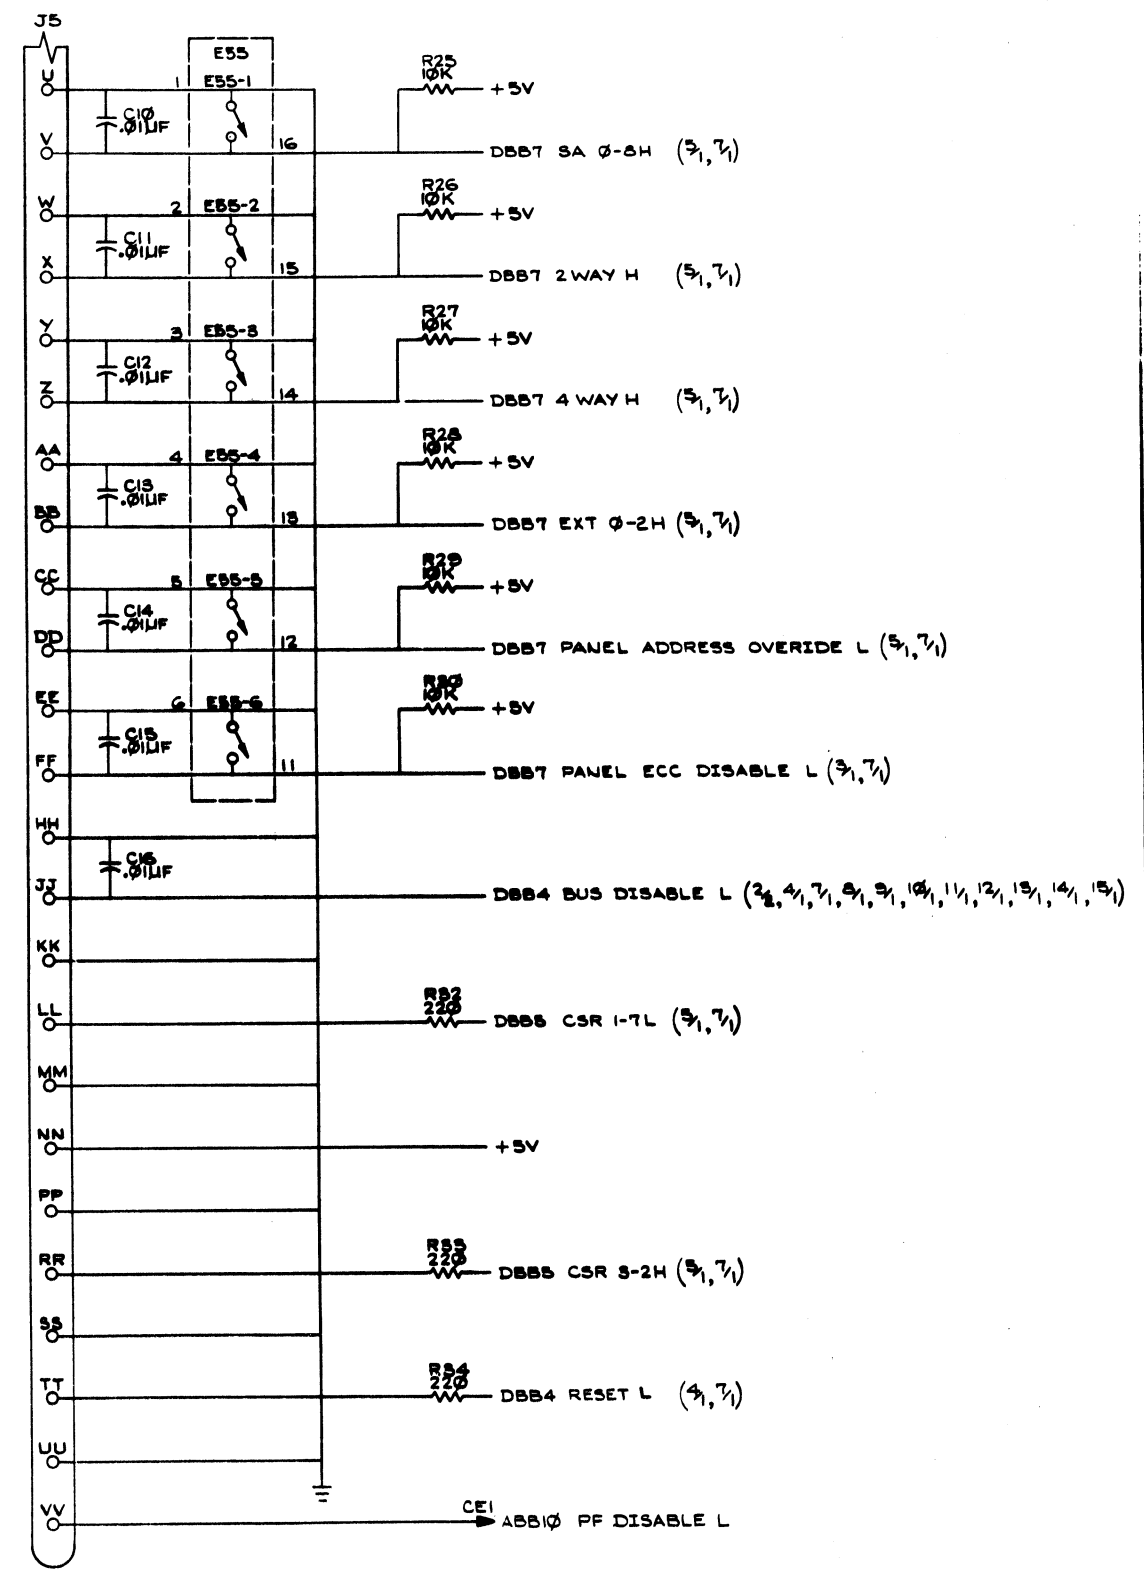 J5
E55
U 1 E55-1
R25
10K
+5V
C10
.01UF
V 16 DBB7 SA Ø-8H (5/1, 7/1)
R26
10K
W 2 E55-2 +5V
C11
.01UF
X 15 DBB7 2 WAY H (5/1, 7/1)
R27
10K
Y 3 E55-3 +5V
C12
.01UF
Z 14 DBB7 4 WAY H (5/1, 7/1)
R28
10K
AA 4 E55-4 +5V
C13
.01UF
BB 13 DBB7 EXT Ø-2H (5/1, 7/1)
R29
10K
CC 5 E55-5 +5V
C14
.01UF
DD 12 DBB7 PANEL ADDRESS OVERIDE L (5/1, 7/1)
R30
10K
EE 6 E55-6 +5V
C15
.01UF
FF 11 DBB7 PANEL ECC DISABLE L (3/1, 7/1)
HH
C16
.01UF
JJ DBB4 BUS DISABLE L (2/2, 4/1, 7/1, 8/1, 9/1, 10/1, 11/1, 12/1, 13/1, 14/1, 15/1)
KK
R32
220
LL DBB5 CSR 1-7L (5/1, 7/1)
MM
NN +5V
PP
R33
220
RR DBB5 CSR 3-2H (5/1, 7/1)
SS
R34
220
TT DBB4 RESET L (4/1, 7/1)
UU
VV CE1 ABB1Ø PF DISABLE L